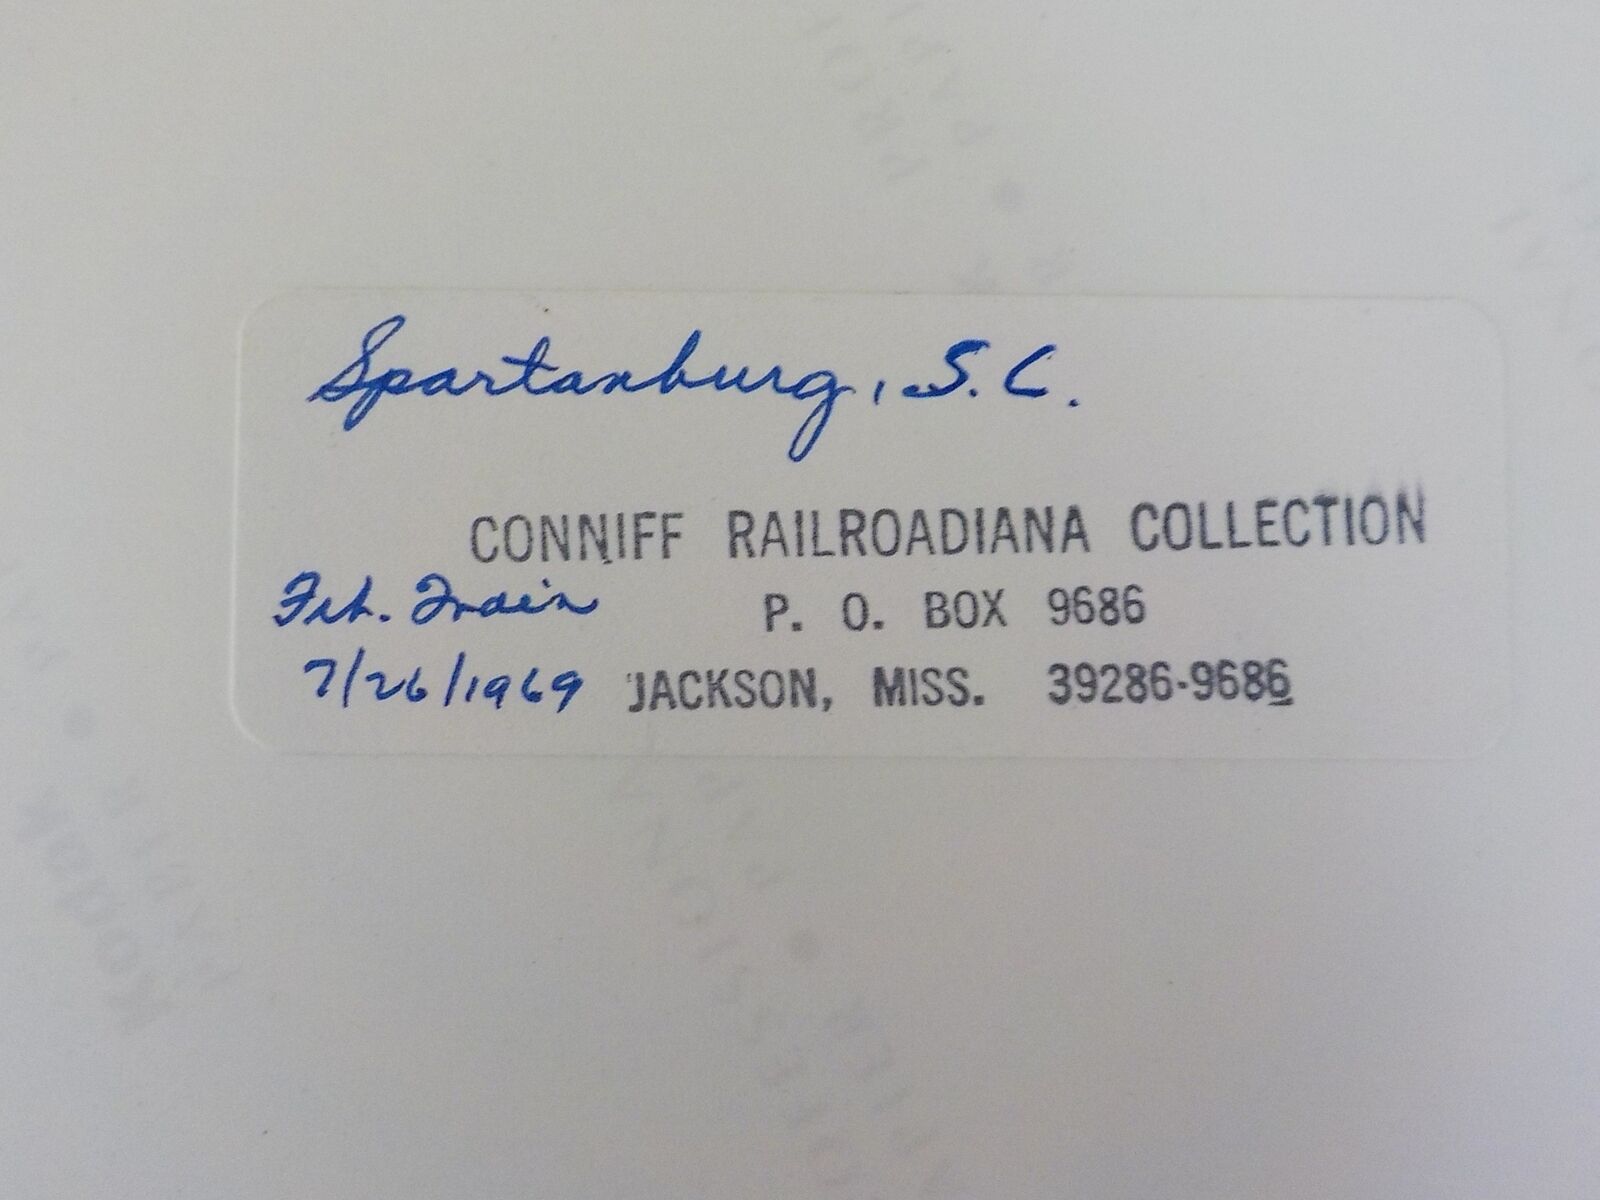 Spartanburg, S.C.
CONNIFF RAILROADIANA COLLECTION
Frt. Train P. O. BOX 9686
7/26/1969 JACKSON, MISS. 39286-9686